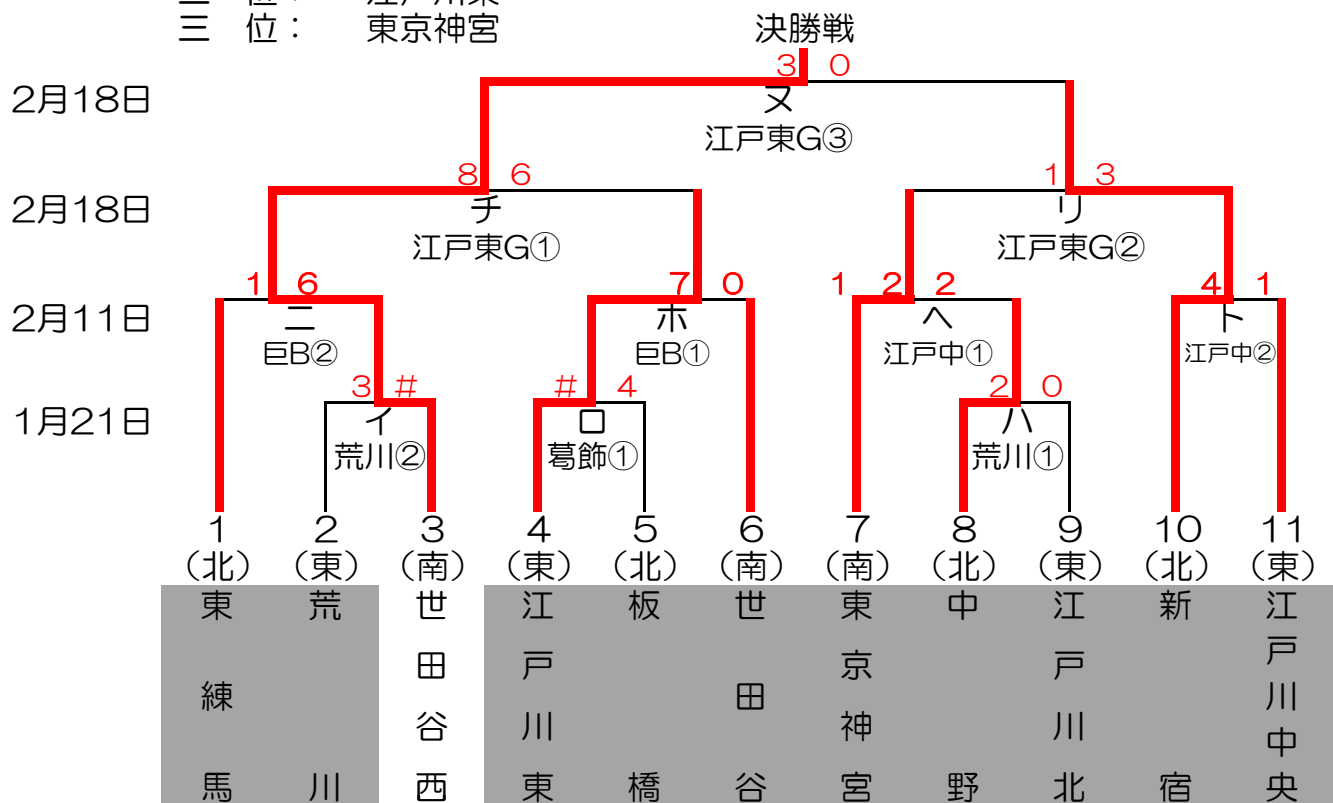 三　位：　江戸川東
三　位：　東京神宮
決勝戦
3 0
2月18日
ヌ
江戸東G③
8 6
1 3
2月18日
チ
リ
江戸東G①
江戸東G②
1 6
7 0
1 2 2
4 1
2月11日
ニ
ホ
ヘ
ト
巨B②
巨B①
江戸中①
江戸中②
3 #
# 4
2 0
1月21日
イ
ロ
ハ
荒川②
葛飾①
荒川①
1 2 3 4 5 6 7 8 9 10 11
(北) (東) (南) (東) (北) (南) (南) (北) (東) (北) (東)
東練馬
荒川
世田谷西
江戸川東
板橋
世田谷
東京神宮
中野
江戸川北
新宿
江戸川中央